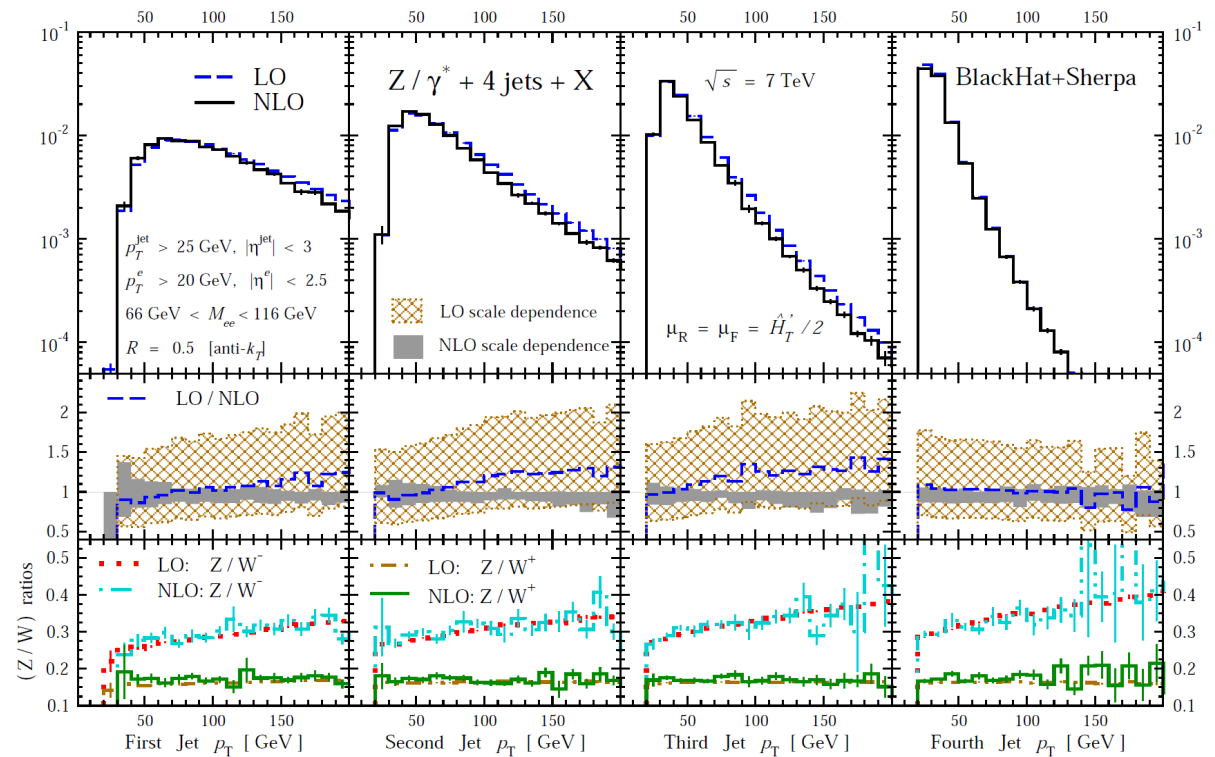 50 100 150 50 100 150 50 100 150 50 100 150
10^-1 10^-1
LO
NLO
Z / γ* + 4 jets + X
√s = 7 TeV
BlackHat+Sherpa
10^-2 10^-2
10^-3 10^-3
p_T^jet > 25 GeV, |η^jet| < 3
p_T^e > 20 GeV, |η^e| < 2.5
66 GeV < M_ee < 116 GeV
R = 0.5 [anti-k_T]
LO scale dependence
NLO scale dependence
μ_R = μ_F = Ĥ_T' / 2
10^-4 10^-4
LO / NLO
2 2
1.5 1.5
1 1
0.5 0.5
LO: Z / W^-
NLO: Z / W^-
LO: Z / W^+
NLO: Z / W^+
( Z / W ) ratios
0.5 0.5
0.4 0.4
0.3 0.3
0.2 0.2
0.1 0.1
50 100 150 50 100 150 50 100 150 50 100 150
First Jet p_T [ GeV ]
Second Jet p_T [ GeV ]
Third Jet p_T [ GeV ]
Fourth Jet p_T [ GeV ]